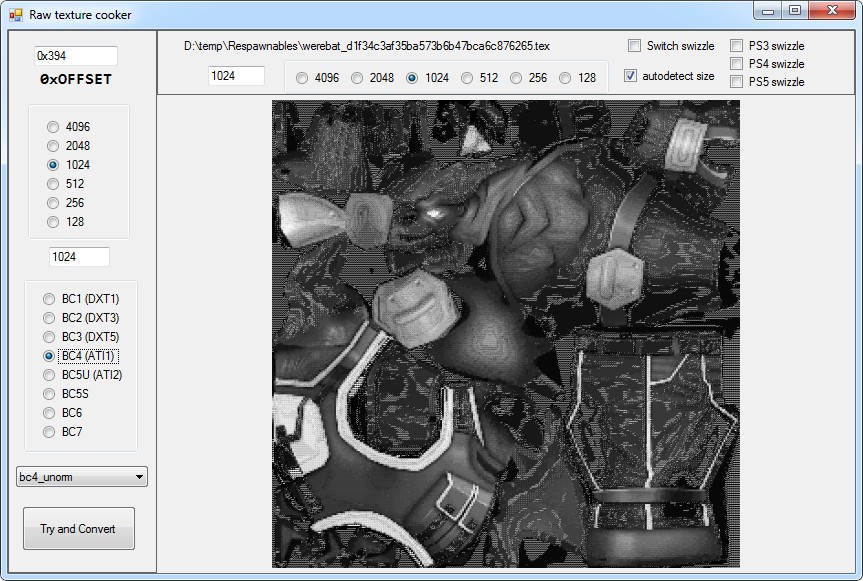 Raw texture cooker
0x394
0xOFFSET
4096
2048
1024
512
256
128
1024
BC1 (DXT1)
BC2 (DXT3)
BC3 (DXT5)
BC4 (ATI1)
BC5U (ATI2)
BC5S
BC6
BC7
bc4_unorm
Try and Convert
D:\temp\Respawnables\werebat_d1f34c3af35ba573b6b47bca6c876265.tex
1024
4096 2048 1024 512 256 128
Switch swizzle
autodetect size
PS3 swizzle
PS4 swizzle
PS5 swizzle